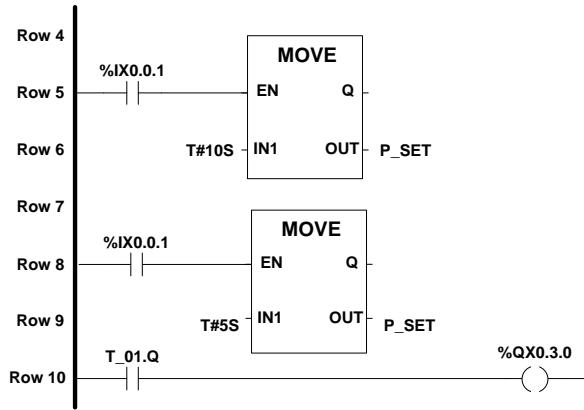 Row 4
MOVE
%IX0.0.1
Row 5
EN Q
Row 6
T#10S IN1 OUT P_SET
Row 7
MOVE
%IX0.0.1
Row 8
EN Q
Row 9
T#5S IN1 OUT P_SET
T_01.Q %QX0.3.0
Row 10